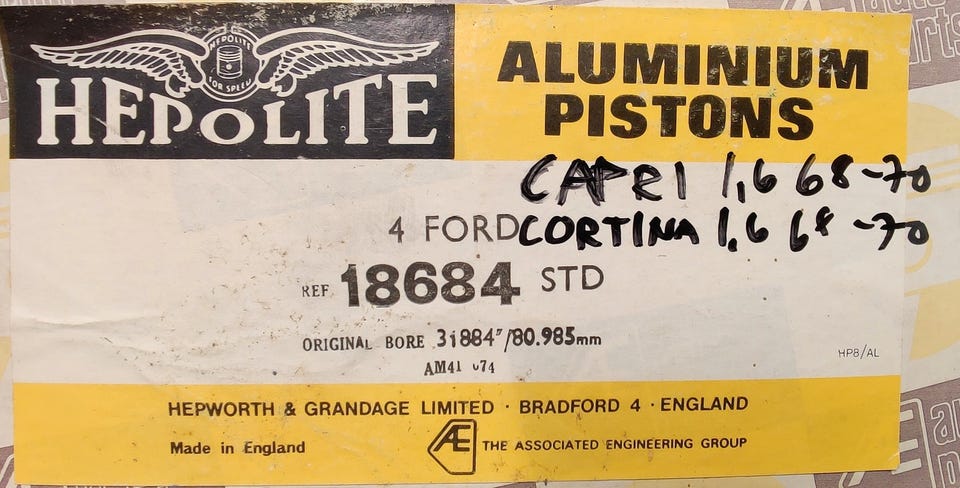 HEPOLITE
FOR SPEED
HEPOLITE
ALUMINIUM
PISTONS
CAPRI 1,6 68-70
4 FORD CORTINA 1,6 68-70
REF 18684 STD
ORIGINAL BORE 3.1884"/80.985mm
AM41 074
HP8/AL
HEPWORTH & GRANDAGE LIMITED · BRADFORD 4 · ENGLAND
Made in England
AE THE ASSOCIATED ENGINEERING GROUP